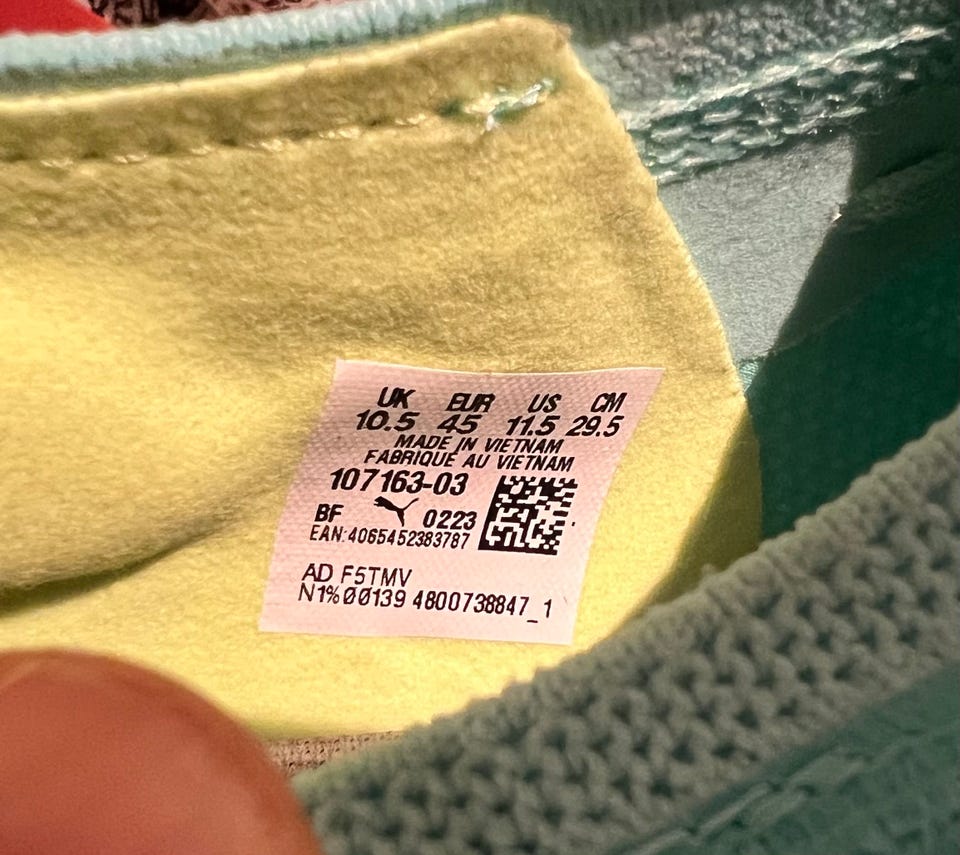 UK EUR US CM
10.5 45 11.5 29.5
MADE IN VIETNAM
FABRIQUÉ AU VIETNAM
107163-03
BF 0223
EAN:4065452383787
AD F5TMV
N1%00139 4800738847_1